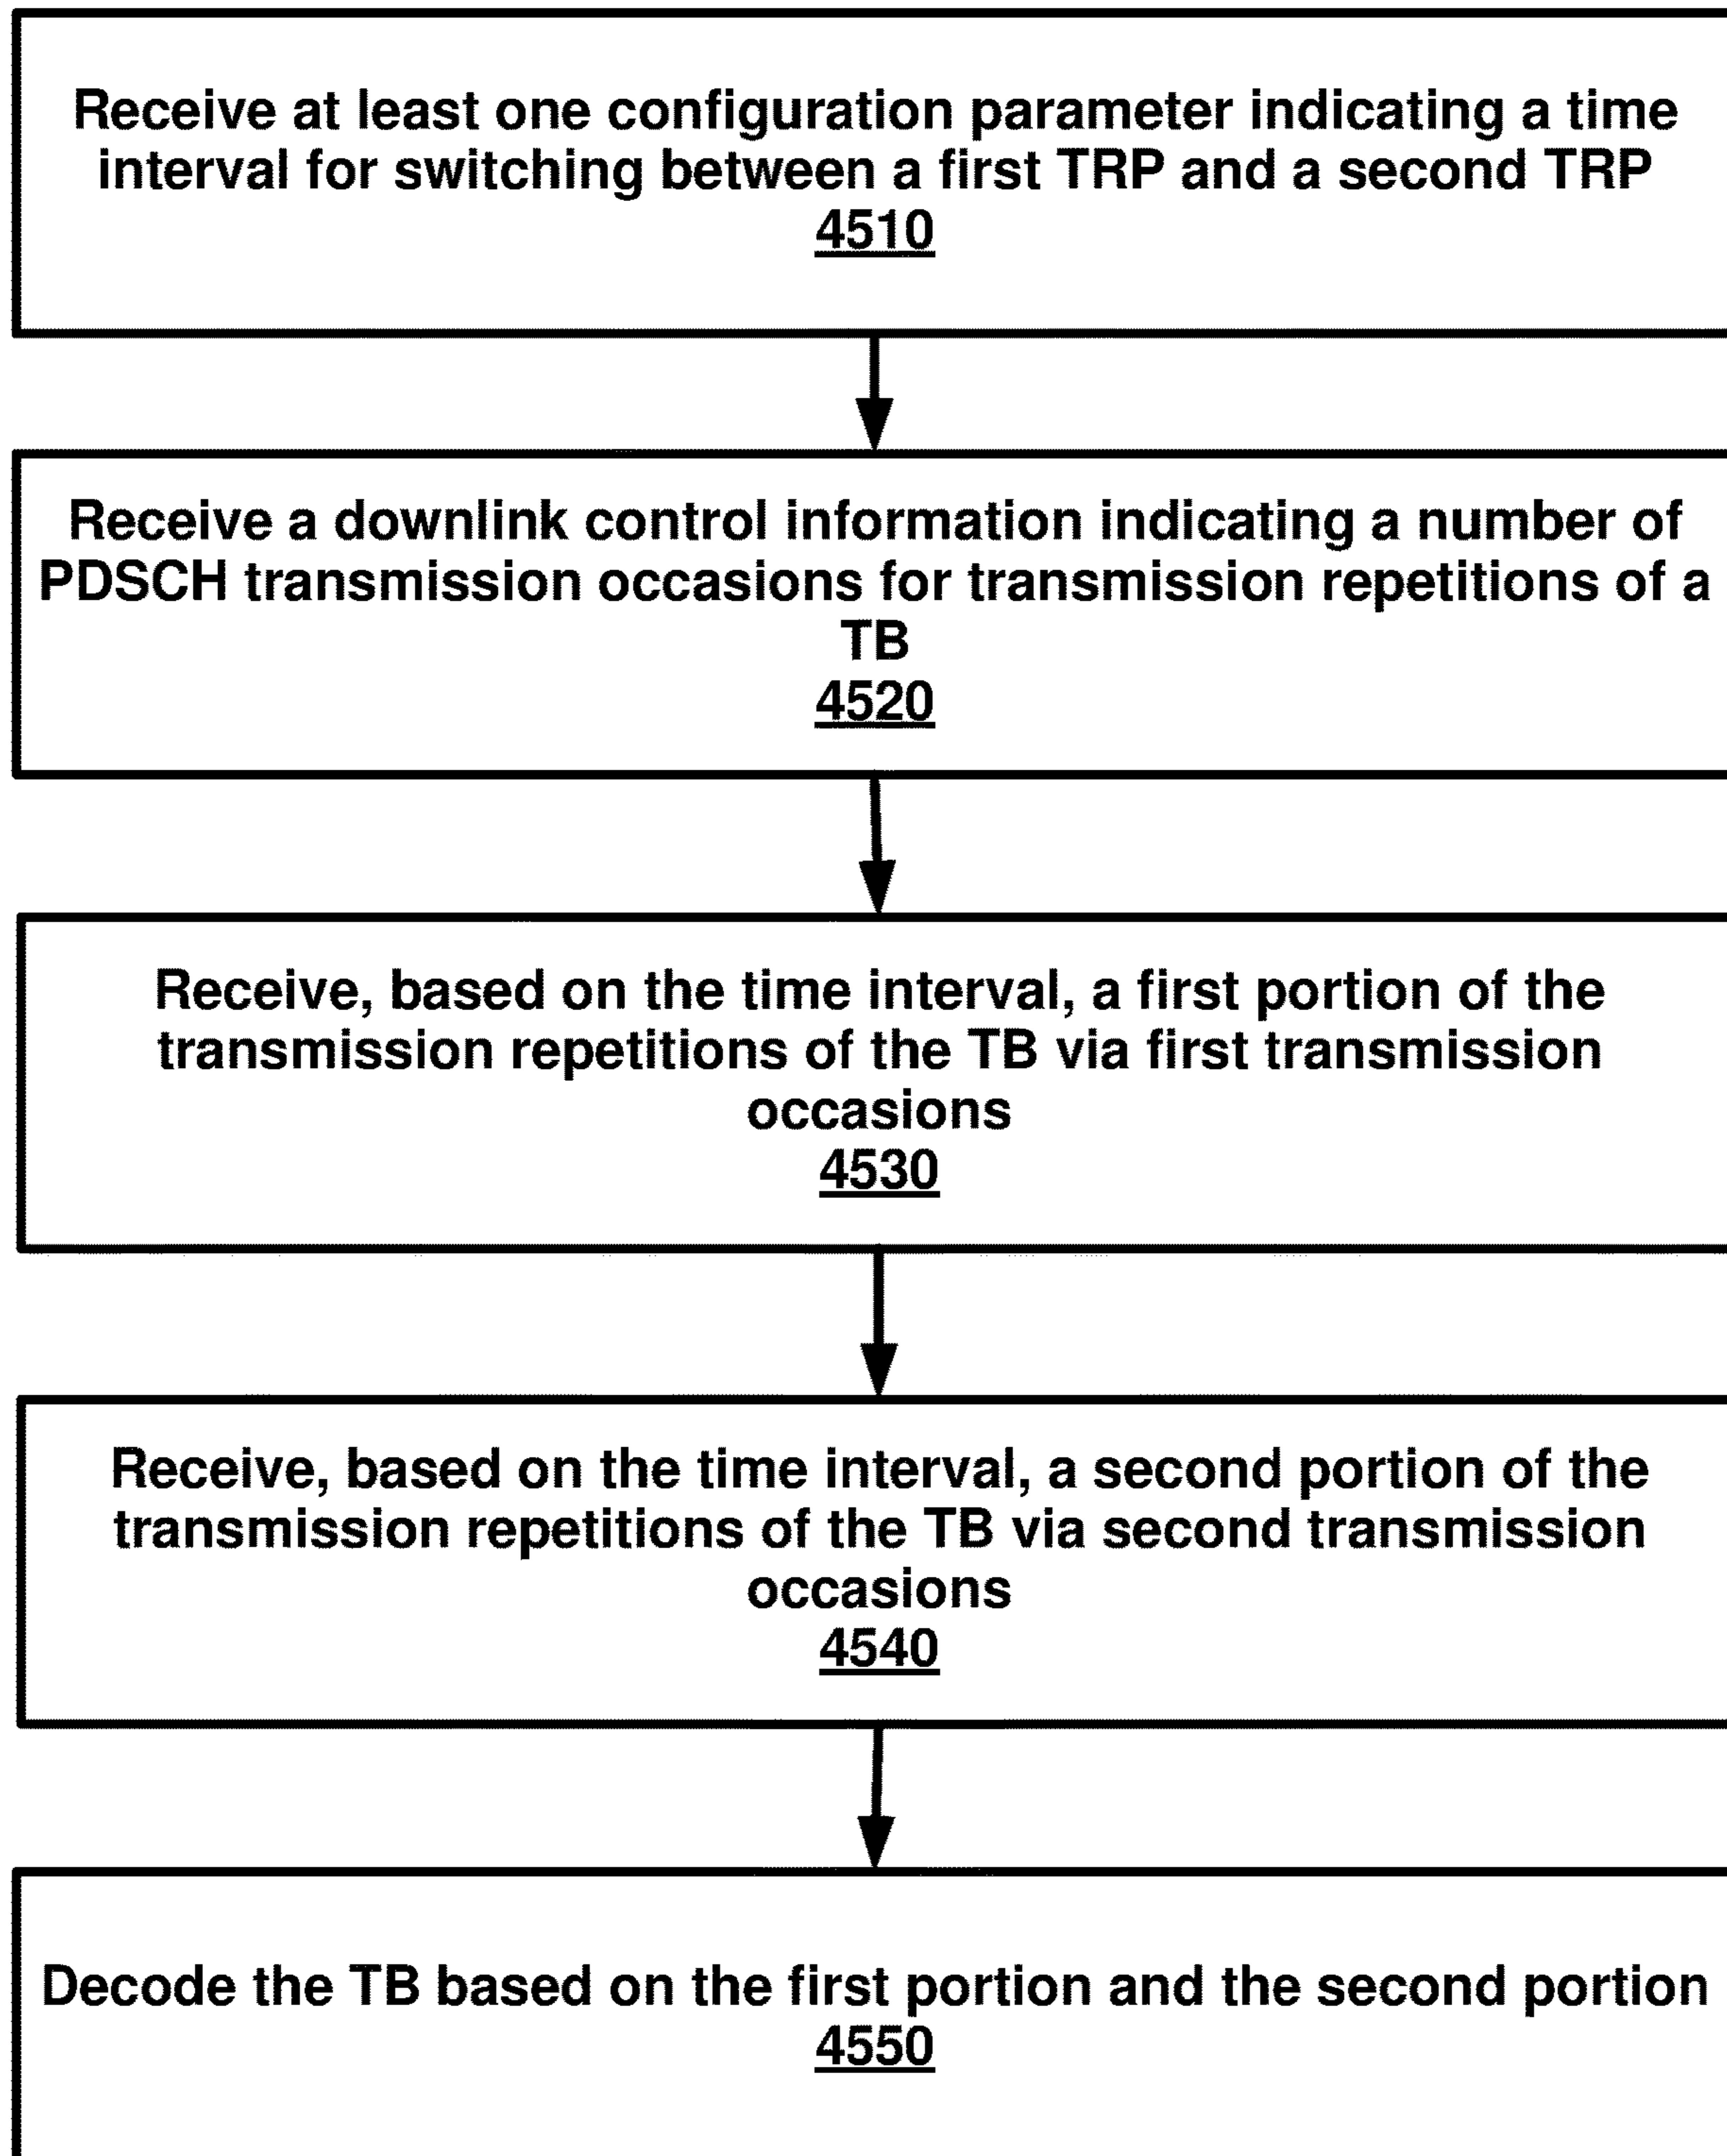 Receive at least one configuration parameter indicating a time
interval for switching between a first TRP and a second TRP
4510
Receive a downlink control information indicating a number of
PDSCH transmission occasions for transmission repetitions of a
TB
4520
Receive, based on the time interval, a first portion of the
transmission repetitions of the TB via first transmission
occasions
4530
Receive, based on the time interval, a second portion of the
transmission repetitions of the TB via second transmission
occasions
4540
Decode the TB based on the first portion and the second portion
4550